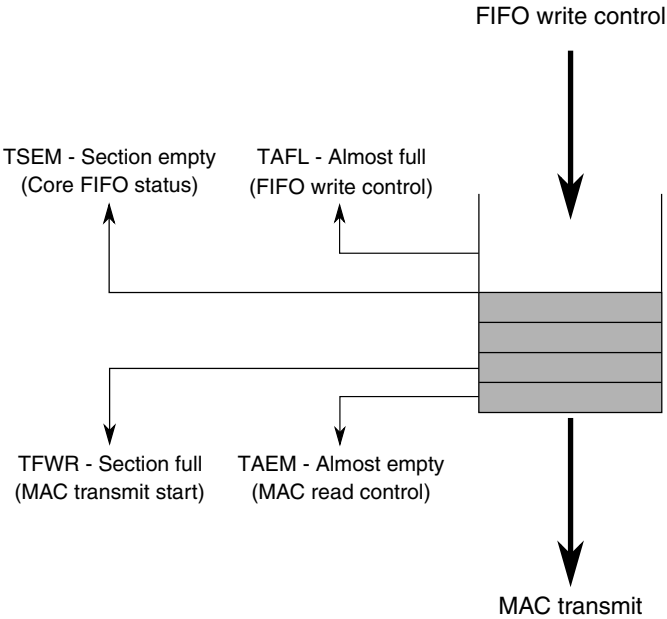 FIFO write control
TSEM - Section empty
(Core FIFO status)
TAFL - Almost full
(FIFO write control)
TFWR - Section full
(MAC transmit start)
TAEM - Almost empty
(MAC read control)
MAC transmit